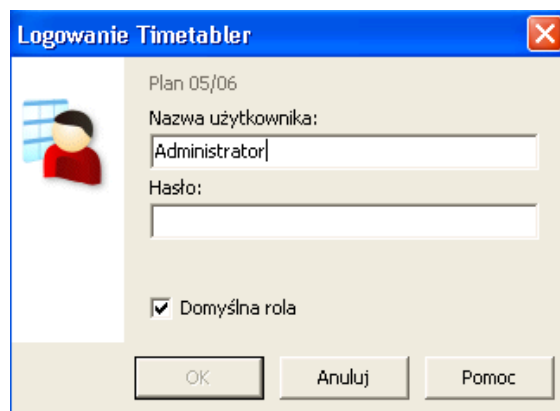 Logowanie Timetabler
Plan 05/06
Nazwa użytkownika:
Administrator
Hasło:
Domyślna rola
OK Anuluj Pomoc